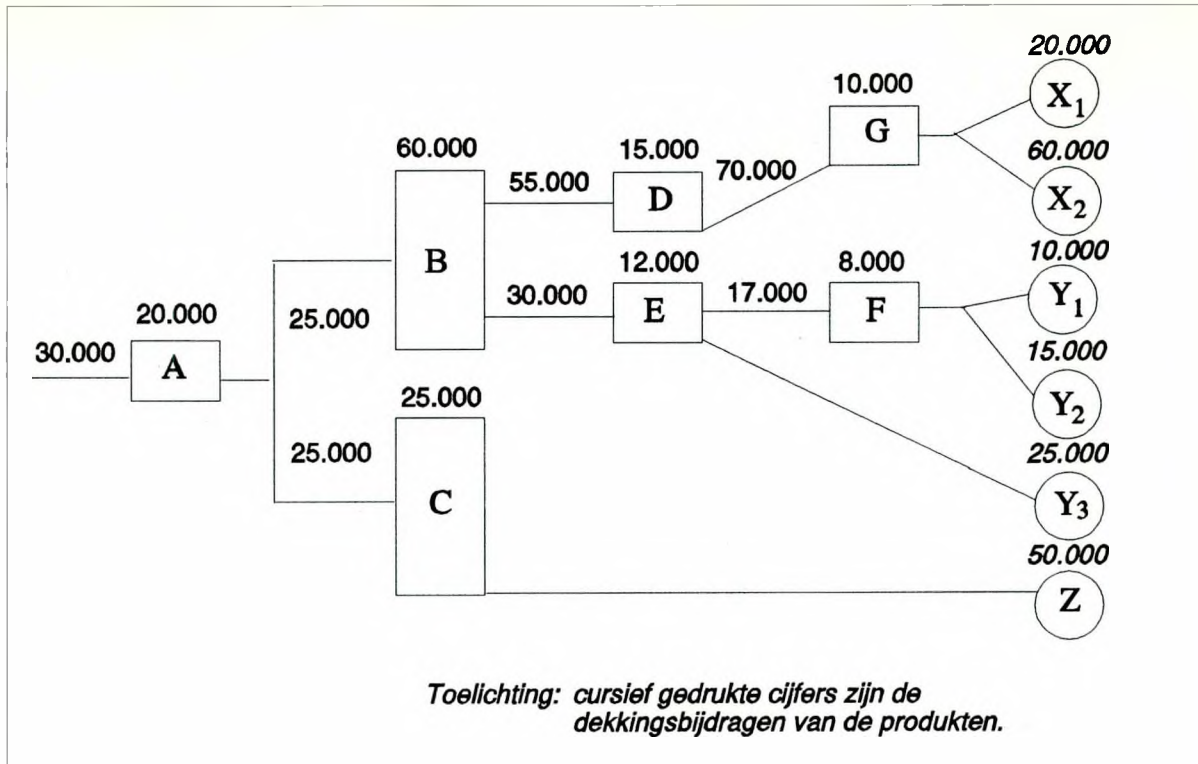 20.000
X1
10.000
G
60.000
X2
60.000
15.000
55.000
D
70.000
B
12.000
8.000
10.000
30.000
E
17.000
F
Y1
20.000
25.000
15.000
30.000
A
Y2
25.000
25.000
25.000
C
Y3
50.000
Z
Toelichting: cursief gedrukte cijfers zijn de
dekkingsbijdragen van de produkten.